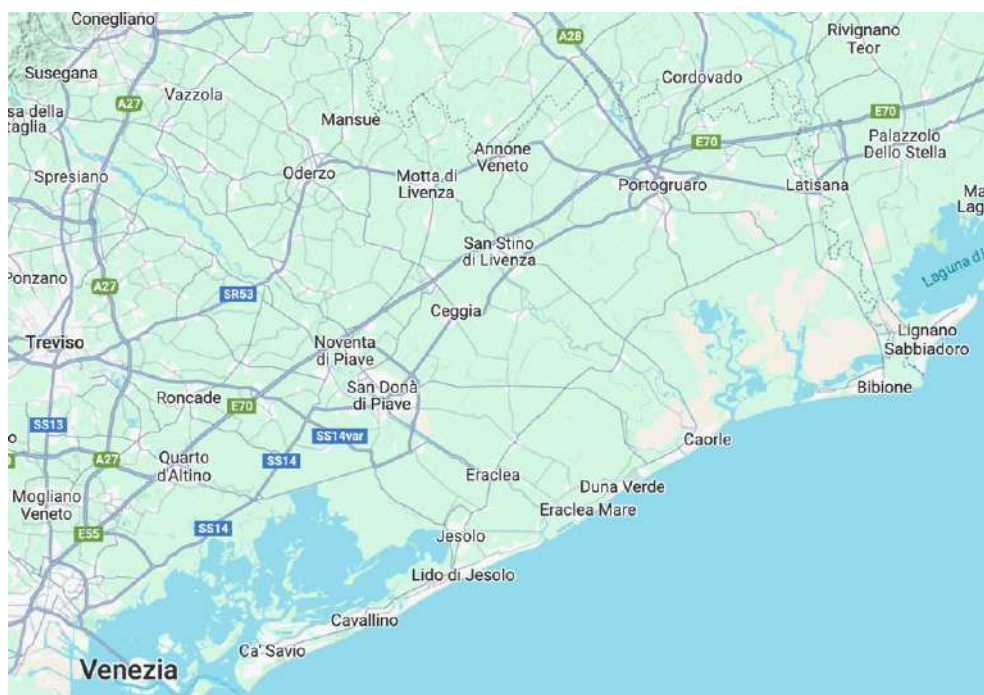 Conegliano
A28
Rivignano
Teor
Susegana
Cordovado
Vazzola
A27
sa della
taglia
Mansuè
E70
E70
Annone
Veneto
Palazzolo
Dello Stella
Spresiano
Oderzo
Motta di
Livenza
Portogruaro
Latisana
Ma
Lag
San Stino
di Livenza
Laguna di
Ponzano
A27
SR53
Ceggia
Treviso
Noventa
di Piave
Lignano
Sabbiadoro
San Donà
di Piave
Bibione
Roncade
E70
SS13
SS14var
Caorle
o
A27
Quarto
d'Altino
SS14
Eraclea
Duna Verde
Mogliano
Veneto
Eraclea Mare
E55
SS14
Jesolo
Lido di Jesolo
Cavallino
Ca' Savio
Venezia